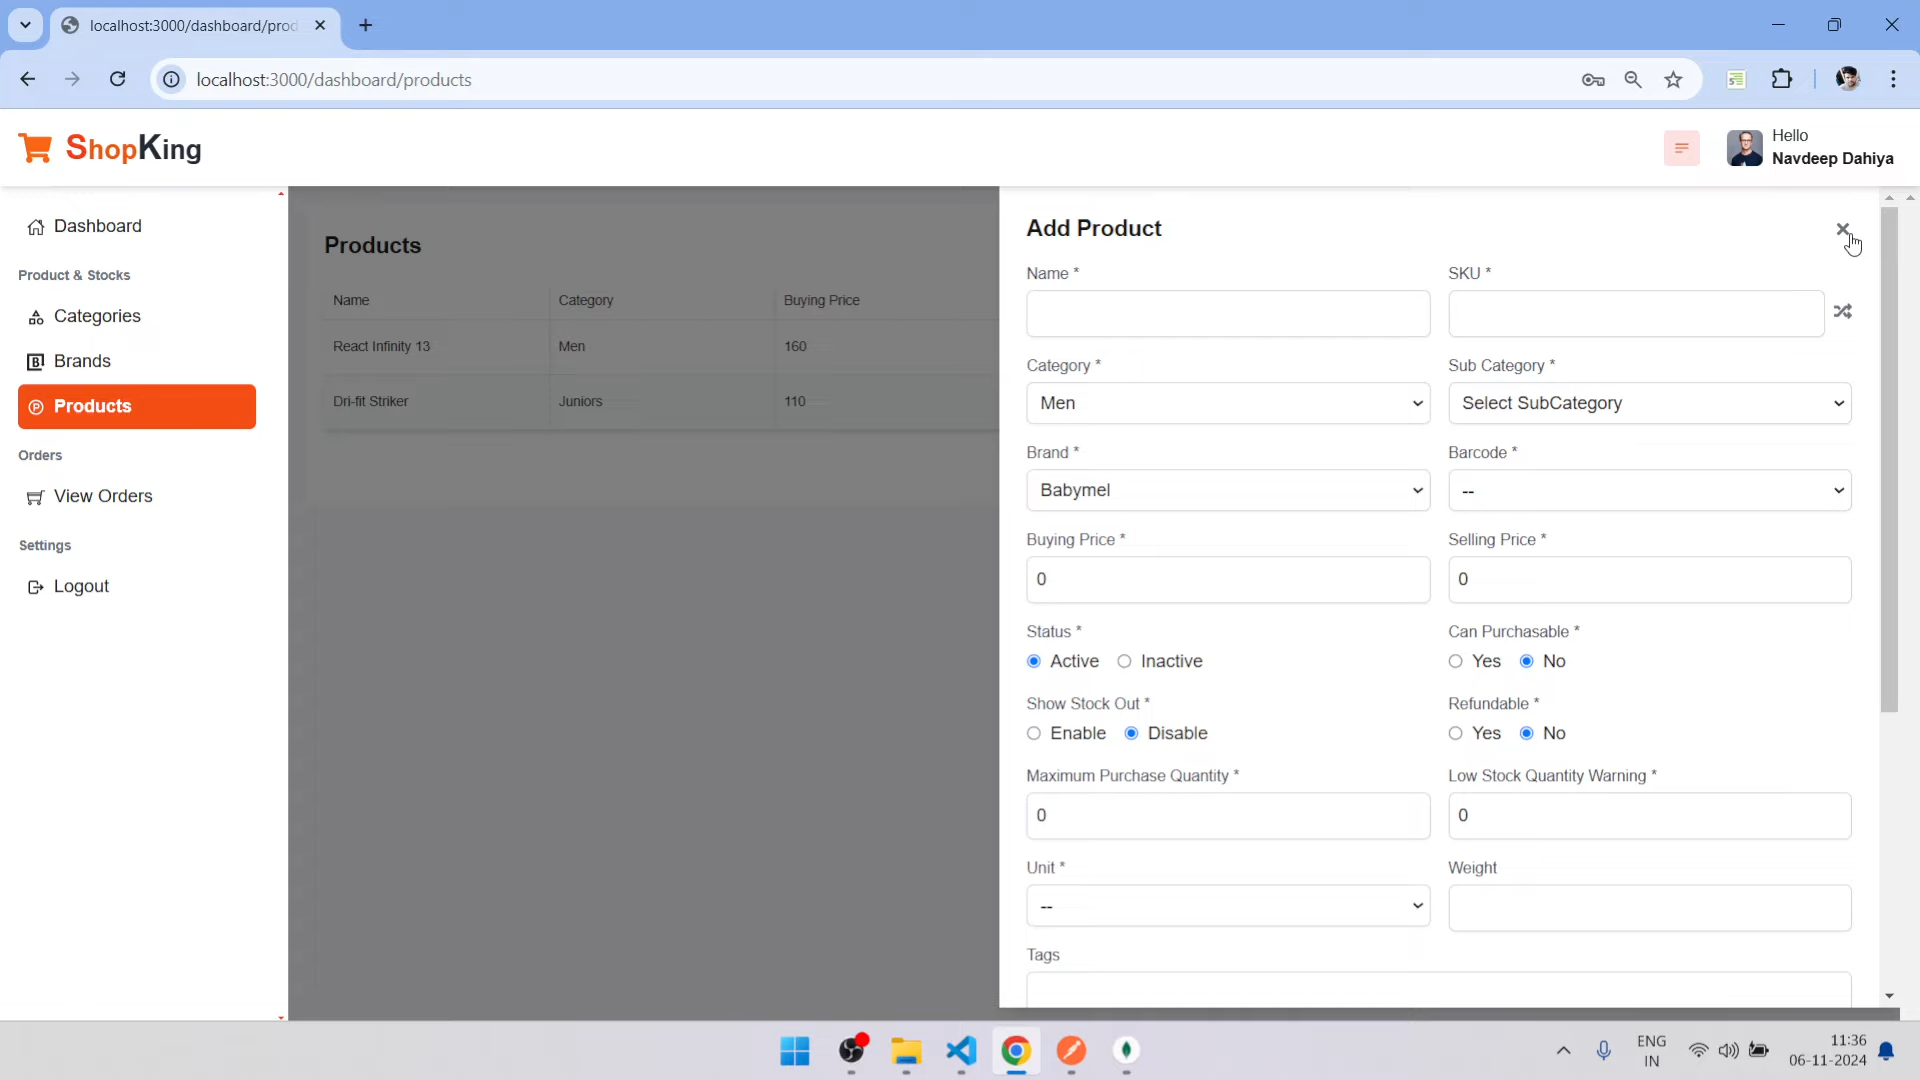 localhost:3000/dashboard/prod
localhost:3000/dashboard/products
ShopKing
Hello
Navdeep Dahiya
Dashboard
Product & Stocks
Categories
Brands
Products
Orders
View Orders
Settings
Logout
Products
Name Category Buying Price
React Infinity 13 Men 160
Dri-fit Striker Juniors 110
Add Product
Name * SKU *
Category * Sub Category *
Men Select SubCategory
Brand * Barcode *
Babymel --
Buying Price * Selling Price *
0 0
Status * Can Purchasable *
Active Inactive Yes No
Show Stock Out * Refundable *
Enable Disable Yes No
Maximum Purchase Quantity * Low Stock Quantity Warning *
0 0
Unit * Weight
--
Tags
ENG
IN
11:36
06-11-2024